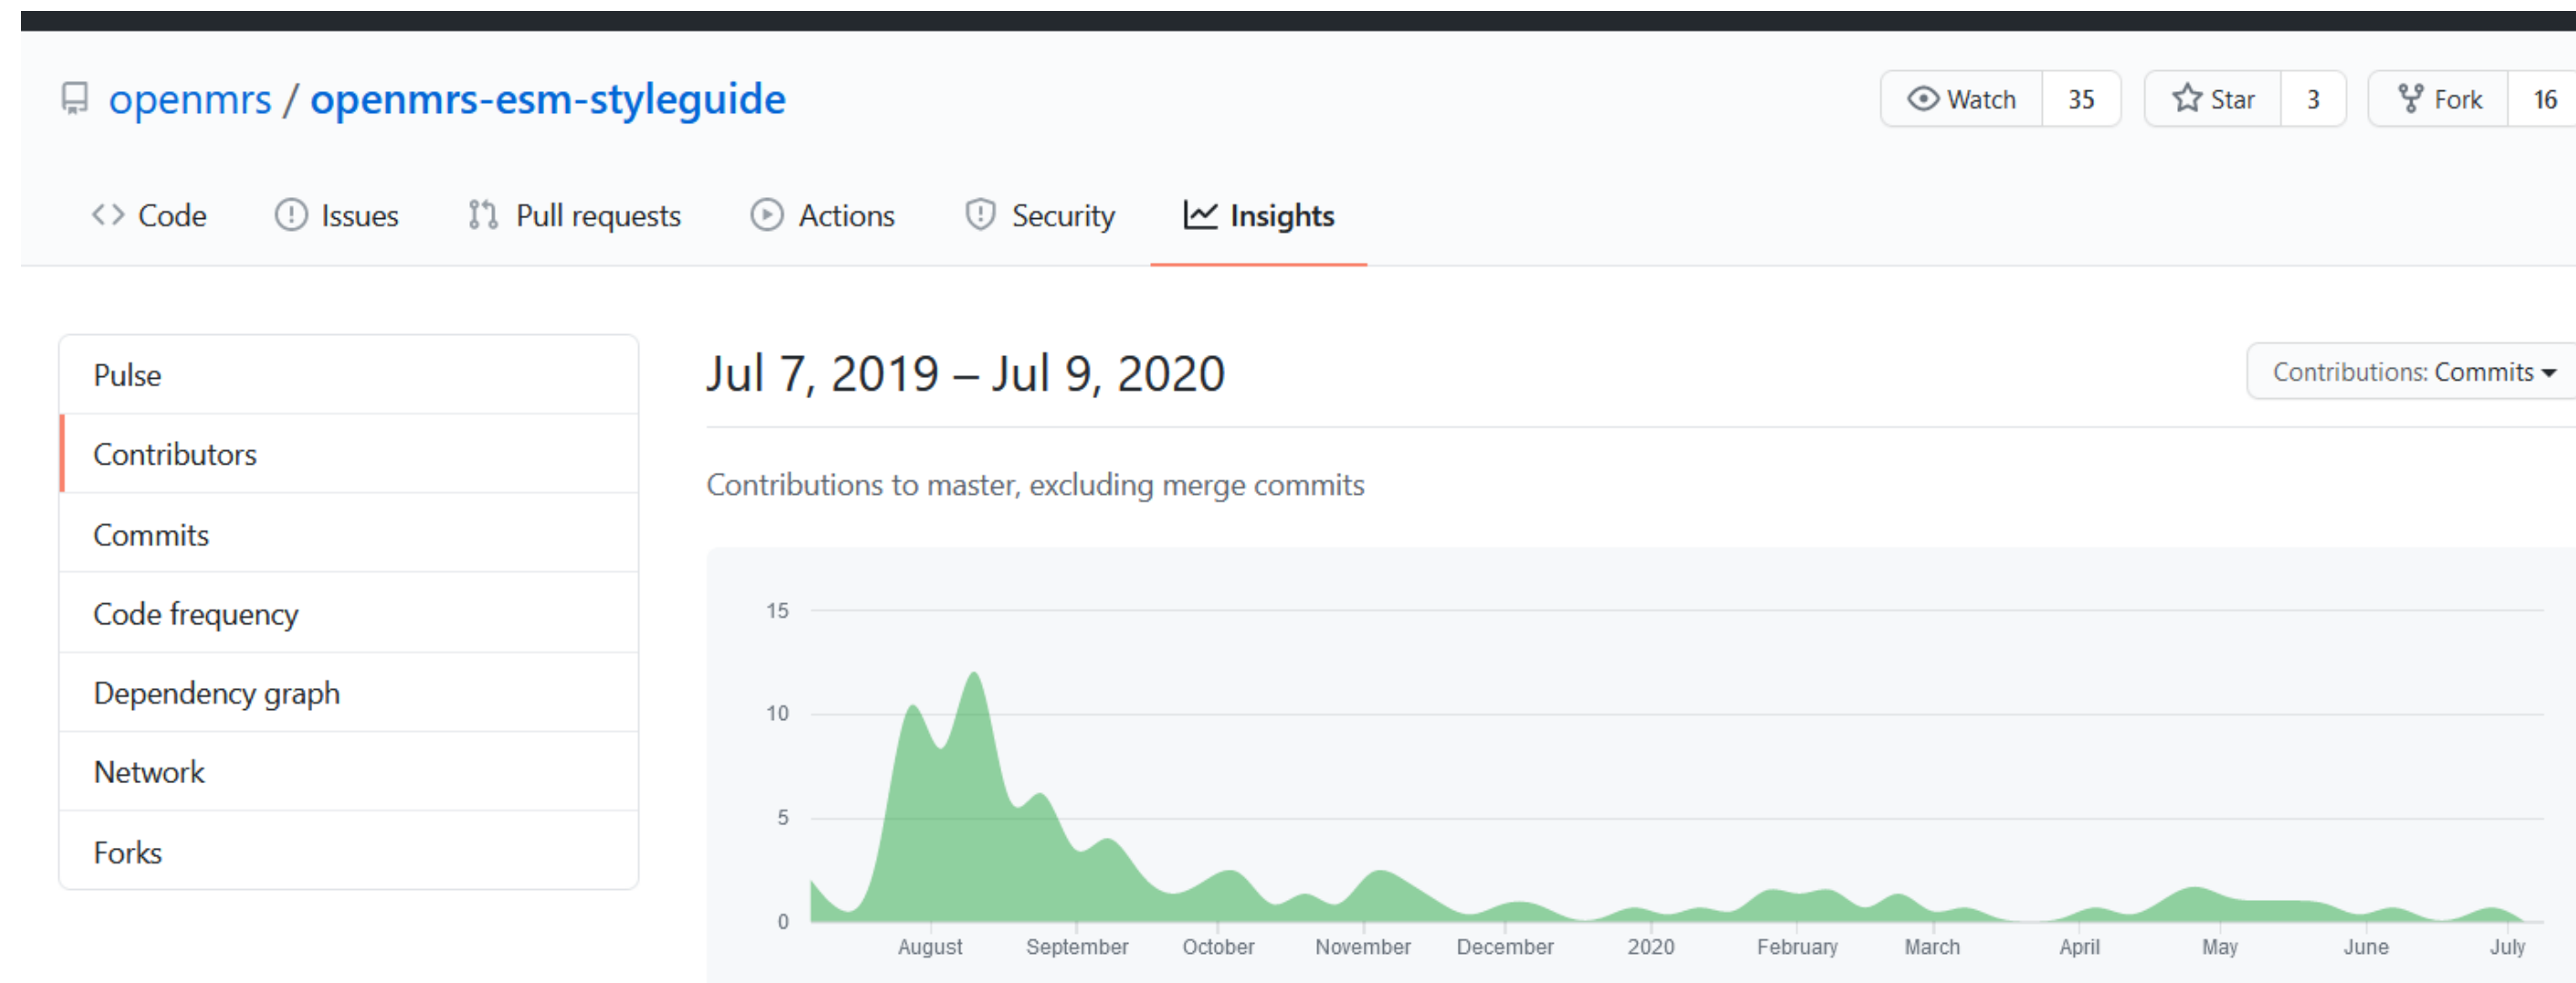 openmrs / openmrs-esm-styleguide
Watch 35 Star 3 Fork 16
Code Issues Pull requests Actions Security Insights
Pulse
Contributors
Commits
Code frequency
Dependency graph
Network
Forks
Jul 7, 2019 – Jul 9, 2020
Contributions: Commits
Contributions to master, excluding merge commits
15
10
5
0
August September October November December 2020 February March April May June July